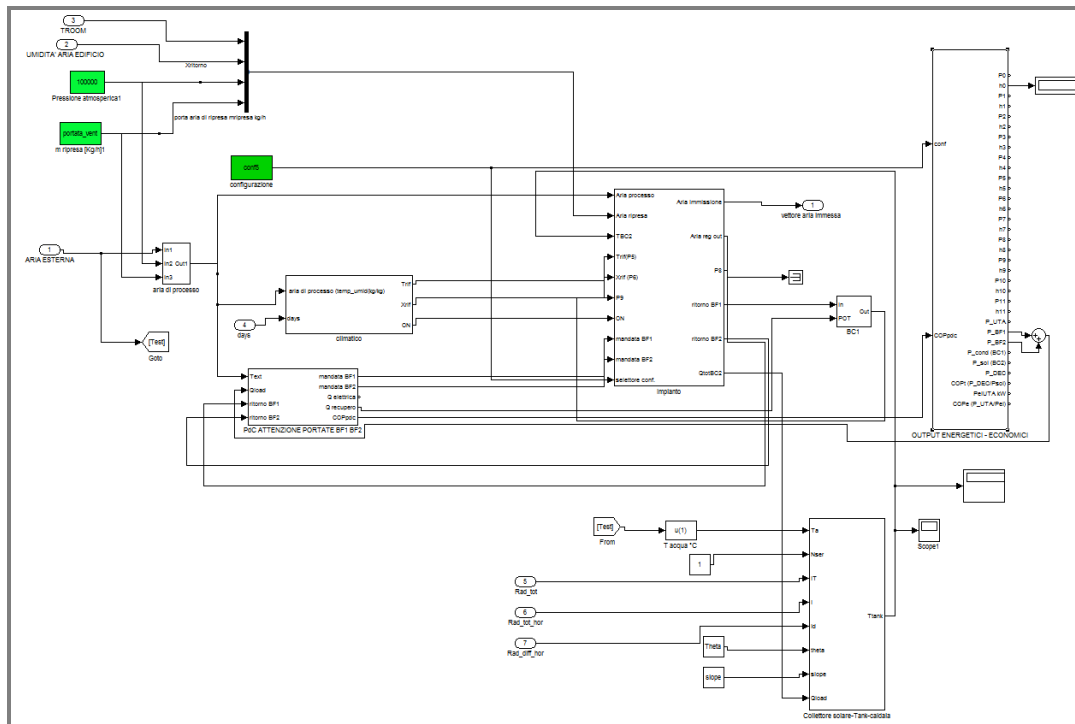 3
TROOM
2
UMIDITA' ARIA EDIFICIO
Xritorno
100000
Pressione atmosperica1
porta aria di ripresa mripresa kg/h
portata_vent
m ripresa [Kg/h]1
conf5
configurazione
1
ARIA ESTERNA
In1
In2
In3
Out1
aria di processo
[Test]
Goto
4
days
aria di processo (temp_umid(kg/kg)
days
Trif
Xrif
ON
climatico
Text
Qload
ritorno BF1
ritorno BF2
mandata BF1
mandata BF2
Q elettrica
Q recupero
COPpdc
PdC ATTENZIONE PORTATE BF1 BF2
Aria processo
Aria ripresa
TBC2
Trif(P5)
Xrif (P6)
P9
ON
mandata BF1
mandata BF2
selettore conf.
Aria immissione
Aria reg out
P8
ritorno BF1
ritorno BF2
QtotBC2
Impianto
1
vettore aria immessa
In
POT
Out
BC1
conf
COPpdc
P0
h0
P1
h1
P2
h2
P3
h3
P4
h4
P5
h5
P6
h6
P7
h7
P8
h8
P9
h9
P10
h10
P11
h11
P_UTA
P_BF1
P_BF2
P_cond (BC1)
P_sol (BC2)
P_DEC
COPt (P_DEC/Psol)
PelUTA kW
COPe (P_UTA/Pel)
OUTPUT ENERGETICI - ECONOMICI
Scope1
[Test]
From
u(1)
T acqua °C
1
5
Rad_tot
6
Rad_tot_hor
7
Rad_diff_hor
Theta
slope
Ta
Nser
IT
I
Id
theta
slope
Qload
Ttank
Collettore solare-Tank-caldaia